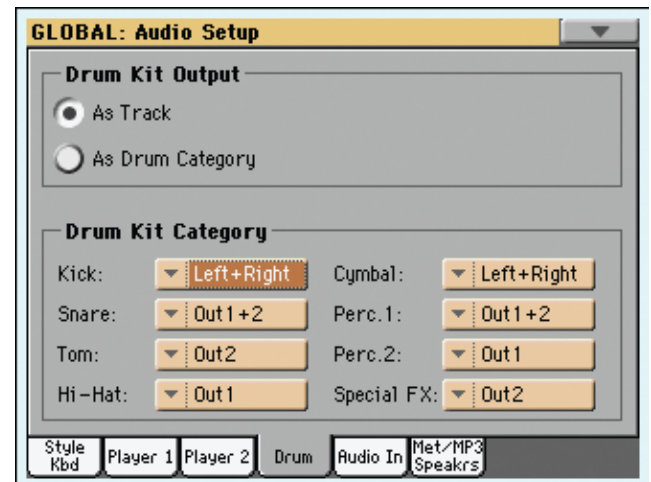 GLOBAL: Audio Setup
Drum Kit Output
As Track
As Drum Category
Drum Kit Category
Kick: Left+Right Cymbal: Left+Right
Snare: Out1+2 Perc.1: Out1+2
Tom: Out2 Perc.2: Out1
Hi-Hat: Out1 Special FX: Out2
Style Kbd Player 1 Player 2 Drum Audio In Met/MP3 Speakrs